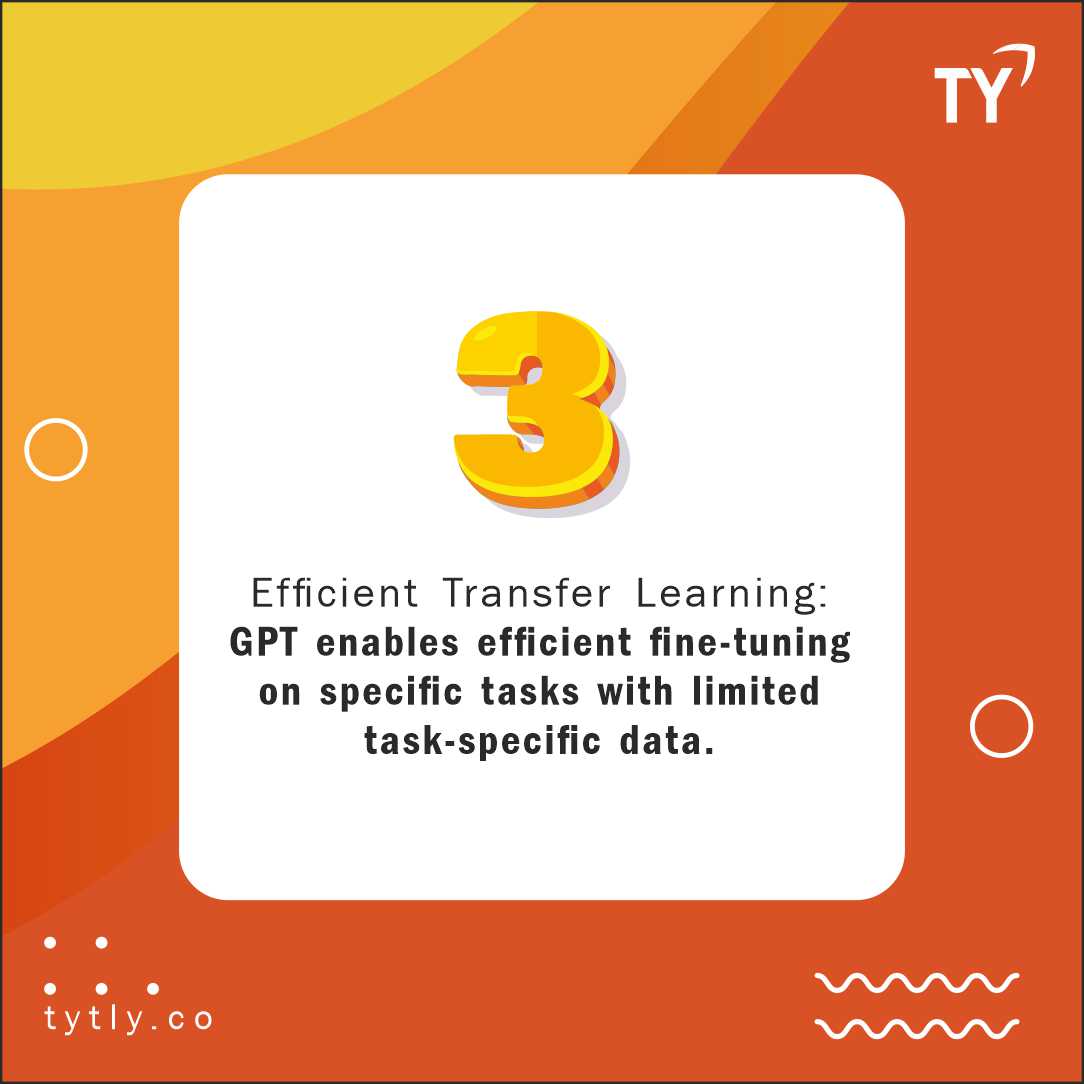 TY
3
Efficient Transfer Learning:
GPT enables efficient fine-tuning
on specific tasks with limited
task-specific data.
tytly.co